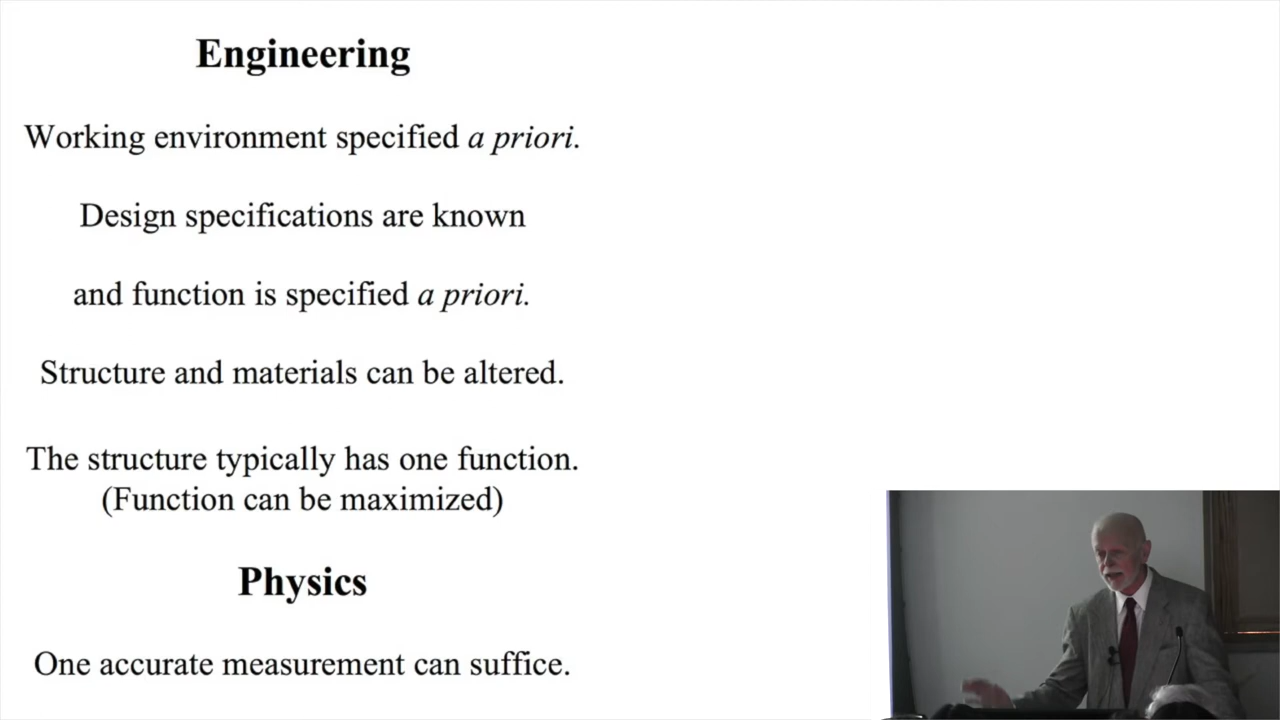 Engineering
Working environment specified a priori.
Design specifications are known
and function is specified a priori.
Structure and materials can be altered.
The structure typically has one function.
(Function can be maximized)
Physics
One accurate measurement can suffice.